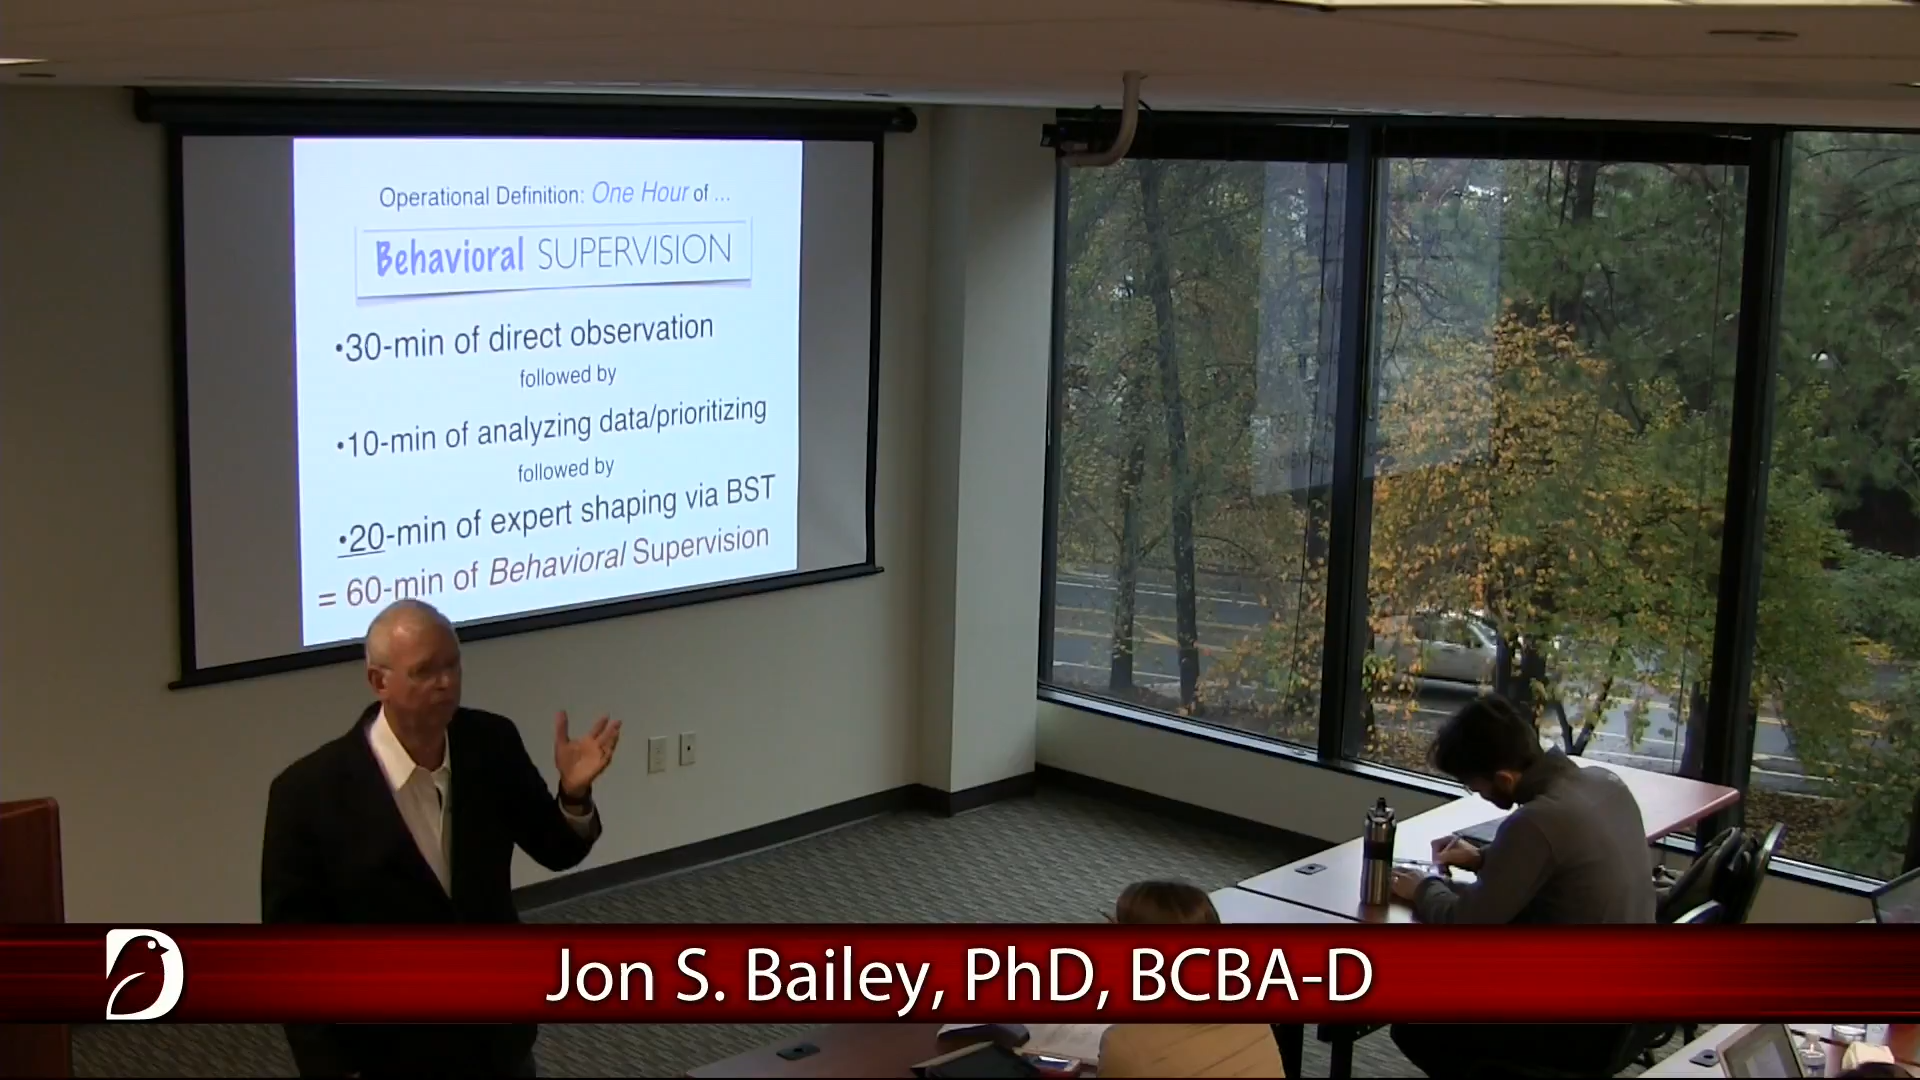 Operational Definition: One Hour of ...
Behavioral SUPERVISION
•30-min of direct observation
followed by
•10-min of analyzing data/prioritizing
followed by
•20-min of expert shaping via BST
= 60-min of Behavioral Supervision
Jon S. Bailey, PhD, BCBA-D